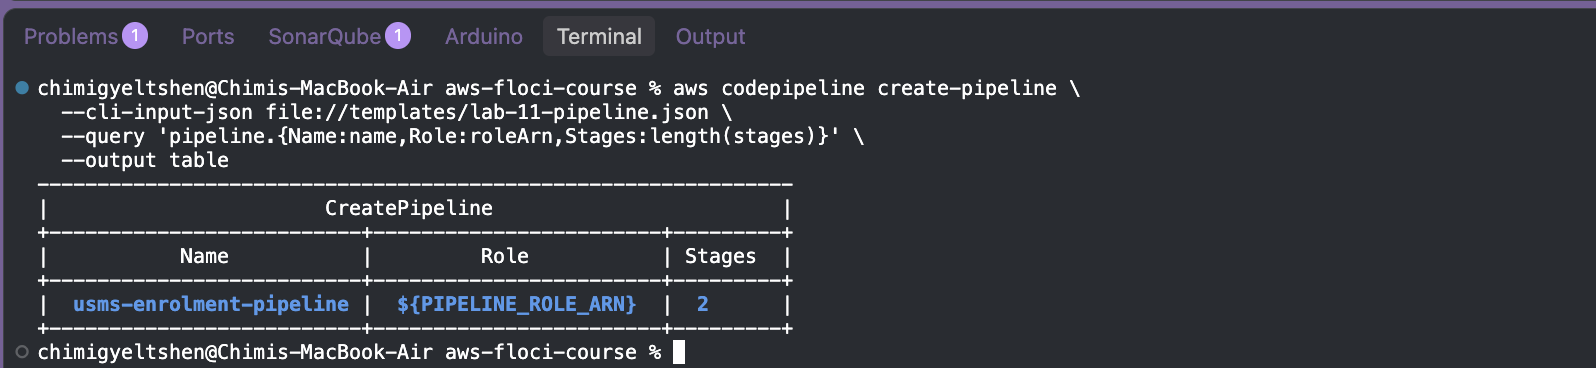 Problems 1 Ports SonarQube 1 Arduino Terminal Output
chimigyeltshen@Chimis-MacBook-Air aws-floci-course % aws codepipeline create-pipeline \
  --cli-input-json file://templates/lab-11-pipeline.json \
  --query 'pipeline.{Name:name,Role:roleArn,Stages:length(stages)}' \
  --output table
---------------------------------------------------------------
|                       CreatePipeline                        |
+--------------------------+------------------------+---------+
|           Name           |         Role           | Stages  |
+--------------------------+------------------------+---------+
|  usms-enrolment-pipeline |  ${PIPELINE_ROLE_ARN}  |  2      |
+--------------------------+------------------------+---------+
chimigyeltshen@Chimis-MacBook-Air aws-floci-course %